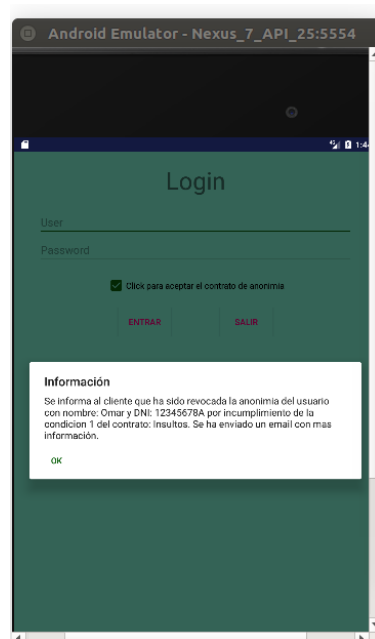 Android Emulator - Nexus_7_API_25:5554
1:4
Login
User
Password
Click para aceptar el contrato de anonimia
ENTRAR SALIR
Información
Se informa al cliente que ha sido revocada la anonimia del usuario
con nombre: Omar y DNI: 12345678A por incumplimiento de la
condicion 1 del contrato: Insultos. Se ha enviado un email con mas
información.
OK